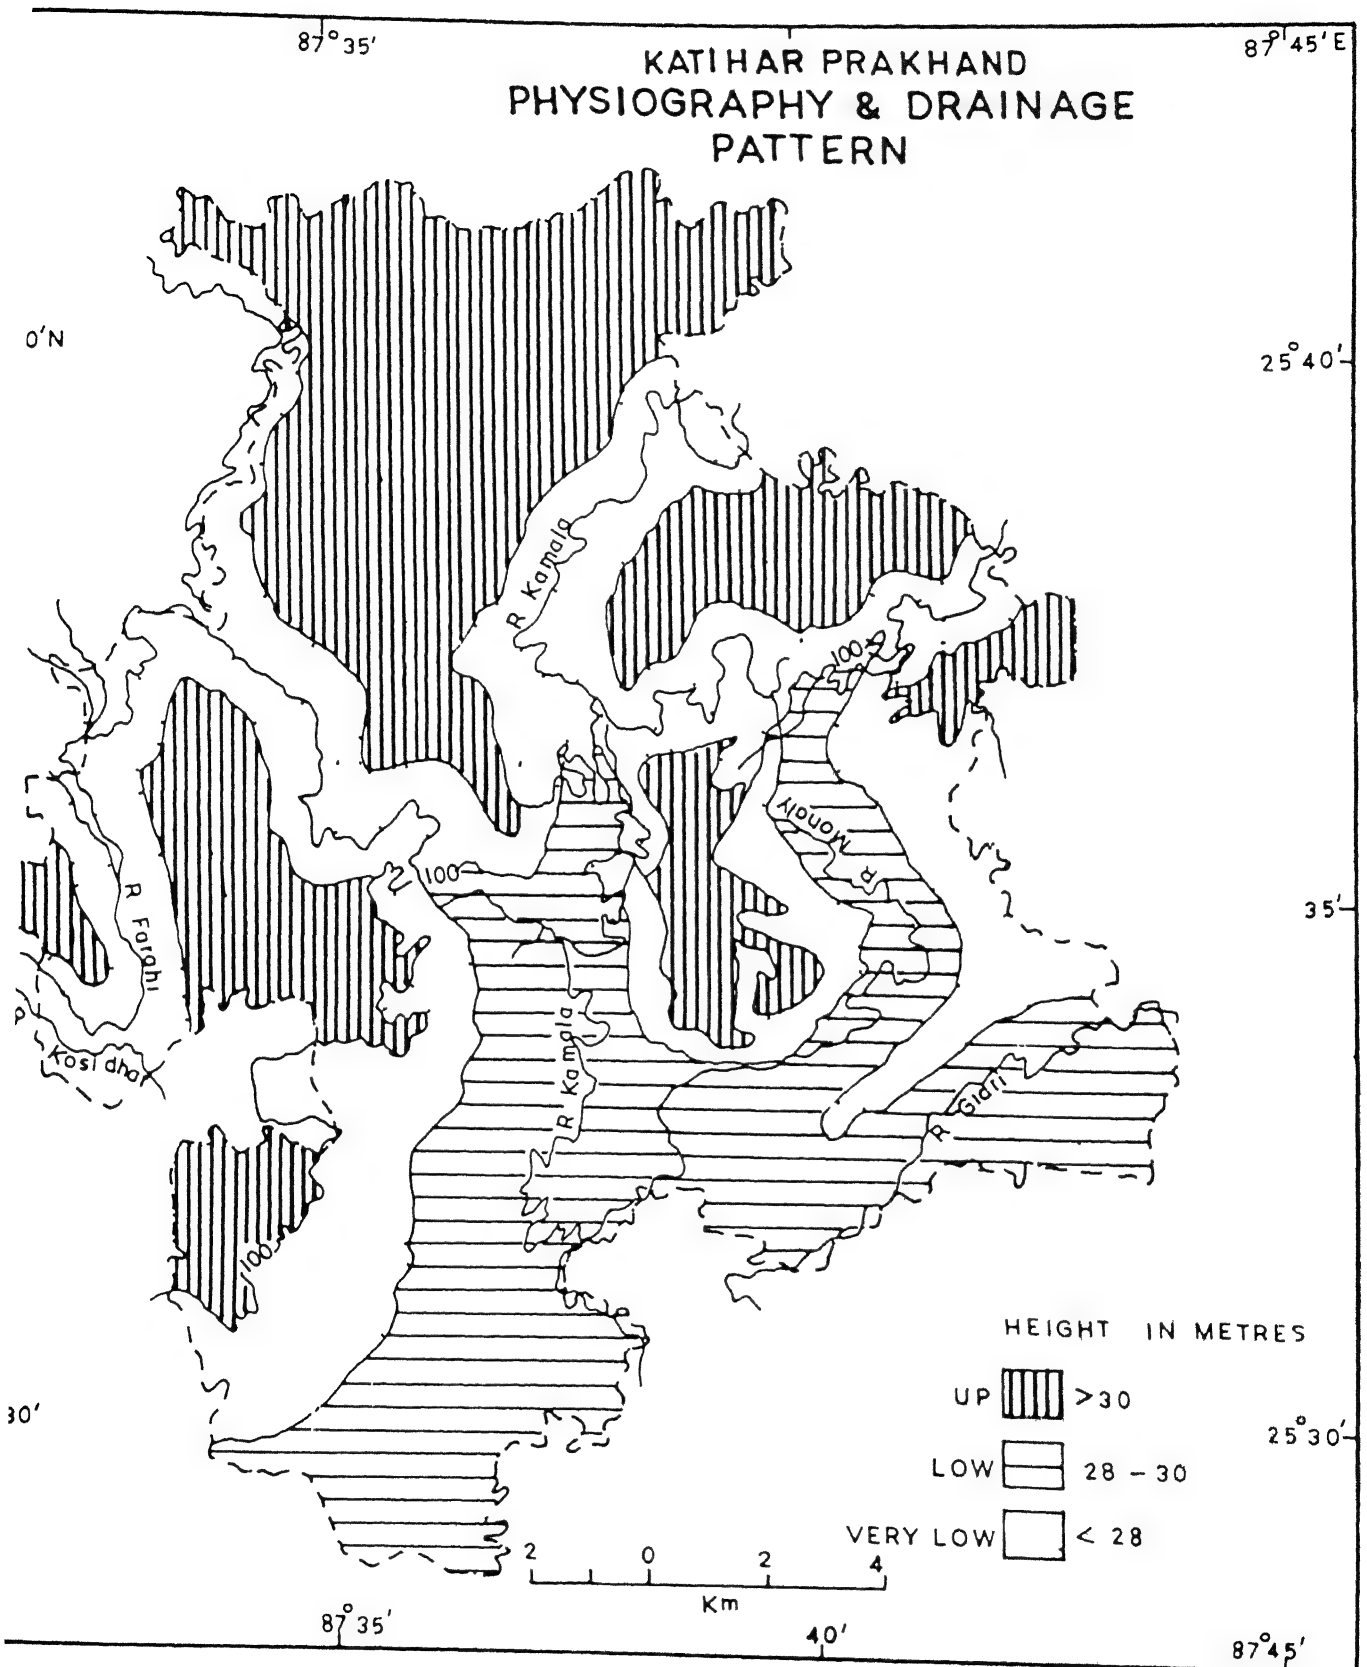 87°35'
87°45'E
KATIHAR PRAKHAND
PHYSIOGRAPHY & DRAINAGE
PATTERN
0'N
25°40'
R Kamala
100
R Monaly
100
35'
R Farahi
R Kamala
Kosi dhar
R Gidri
100
HEIGHT IN METRES
UP >30
30'
25°30'
LOW 28 – 30
VERY LOW < 28
2 0 2 4
Km
87°35'
40'
87°45'